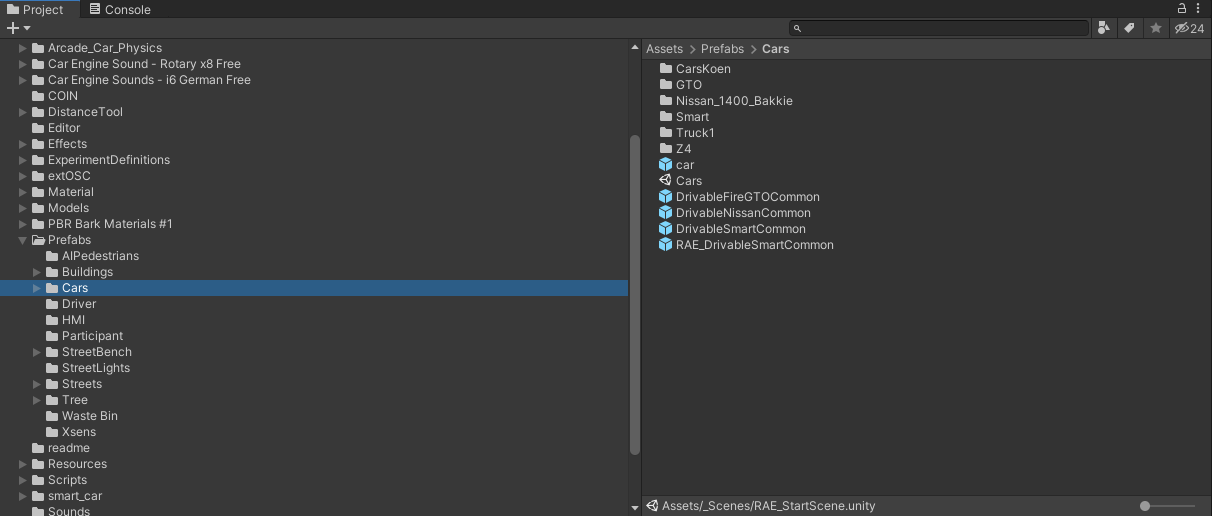 Project
Console
24
Arcade_Car_Physics
Car Engine Sound - Rotary x8 Free
Car Engine Sounds - i6 German Free
COIN
DistanceTool
Editor
Effects
ExperimentDefinitions
extOSC
Material
Models
PBR Bark Materials #1
Prefabs
AIPedestrians
Buildings
Cars
Driver
HMI
Participant
StreetBench
StreetLights
Streets
Tree
Waste Bin
Xsens
readme
Resources
Scripts
smart_car
Sounds
Assets > Prefabs > Cars
CarsKoen
GTO
Nissan_1400_Bakkie
Smart
Truck1
Z4
car
Cars
DrivableFireGTOCommon
DrivableNissanCommon
DrivableSmartCommon
RAE_DrivableSmartCommon
Assets/_Scenes/RAE_StartScene.unity